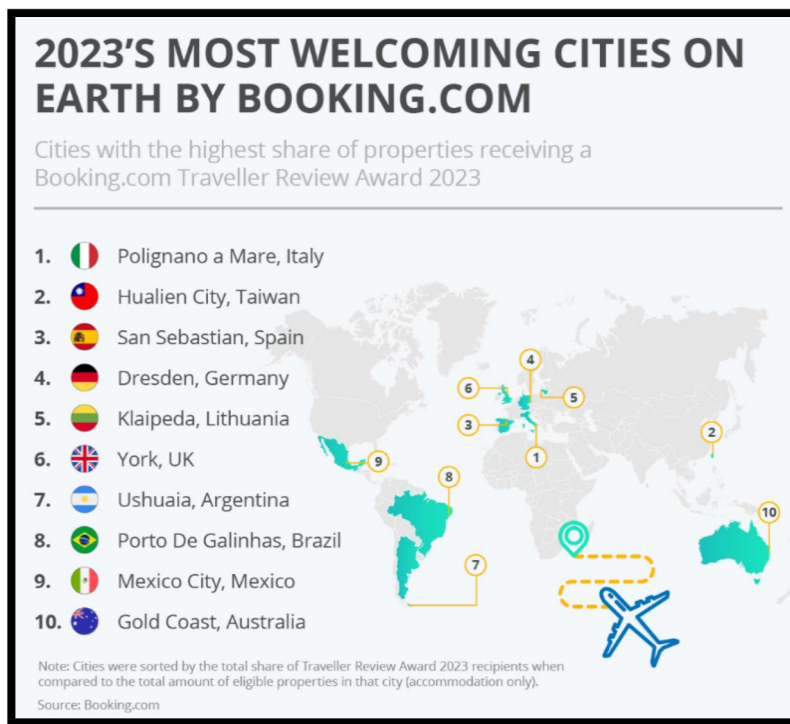 2023'S MOST WELCOMING CITIES ON
EARTH BY BOOKING.COM
Cities with the highest share of properties receiving a
Booking.com Traveller Review Award 2023
1. Polignano a Mare, Italy
2. Hualien City, Taiwan
3. San Sebastian, Spain
4. Dresden, Germany
5. Klaipeda, Lithuania
6. York, UK
7. Ushuaia, Argentina
8. Porto De Galinhas, Brazil
9. Mexico City, Mexico
10. Gold Coast, Australia
4
6
5
3
2
1
9
8
10
7
Note: Cities were sorted by the total share of Traveller Review Award 2023 recipients when
compared to the total amount of eligible properties in that city (accommodation only).
Source: Booking.com